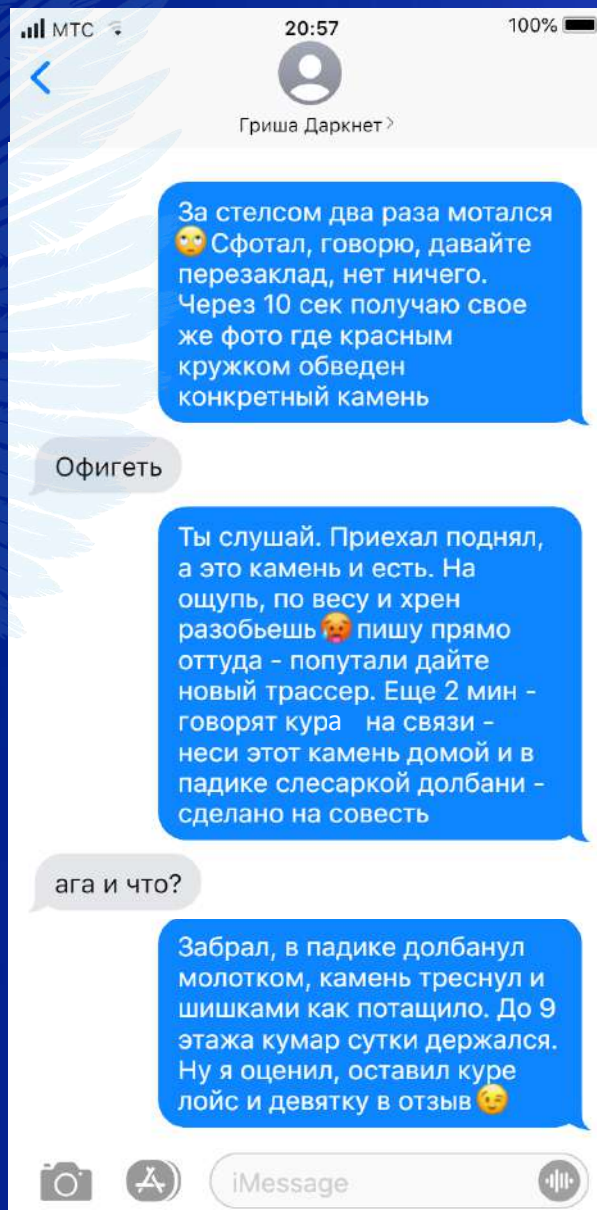 МТС 20:57 100%
Гриша Даркнет >
За стелсом два раза мотался
🙄Сфотал, говорю, давайте
перезаклад, нет ничего.
Через 10 сек получаю свое
же фото где красным
кружком обведен
конкретный камень
Офигеть
Ты слушай. Приехал поднял,
а это камень и есть. На
ощупь, по весу и хрен
разобьешь🥵пишу прямо
оттуда - попутали дайте
новый трассер. Еще 2 мин -
говорят кура на связи -
неси этот камень домой и в
падике слесаркой долбани -
сделано на совесть
ага и что?
Забрал, в падике долбанул
молотком, камень треснул и
шишками как потащило. До 9
этажа кумар сутки держался.
Ну я оценил, оставил куре
лойс и девятку в отзыв😉
iMessage